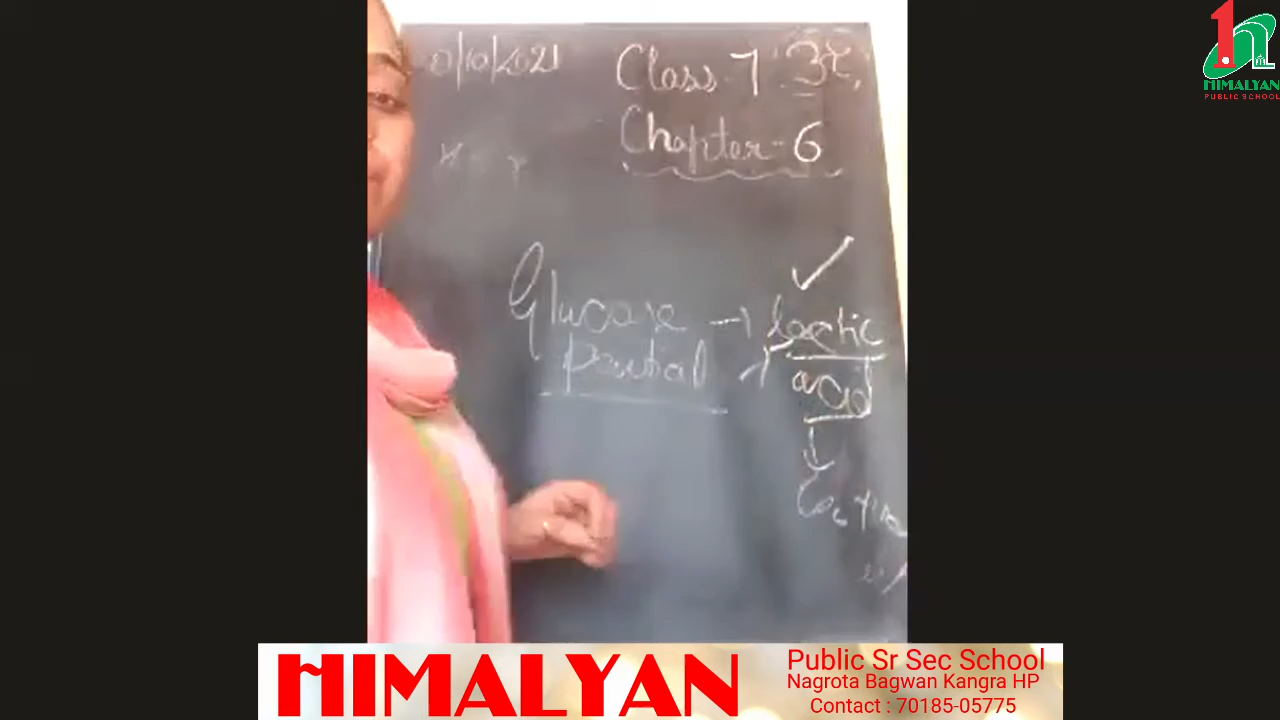 HIMALYAN
PUBLIC SCHOOL
/10/2021
Class-7
Chapter-6
Glucose → lactic
partial
acid
HIMALYAN
Public Sr Sec School
Nagrota Bagwan Kangra HP
Contact : 70185-05775